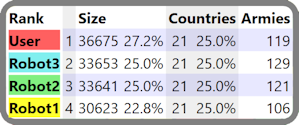 Rank Size Countries Armies
User 1 36675 27.2% 21 25.0% 119
Robot3 2 33653 25.0% 21 25.0% 129
Robot2 3 33641 25.0% 21 25.0% 121
Robot1 4 30623 22.8% 21 25.0% 106